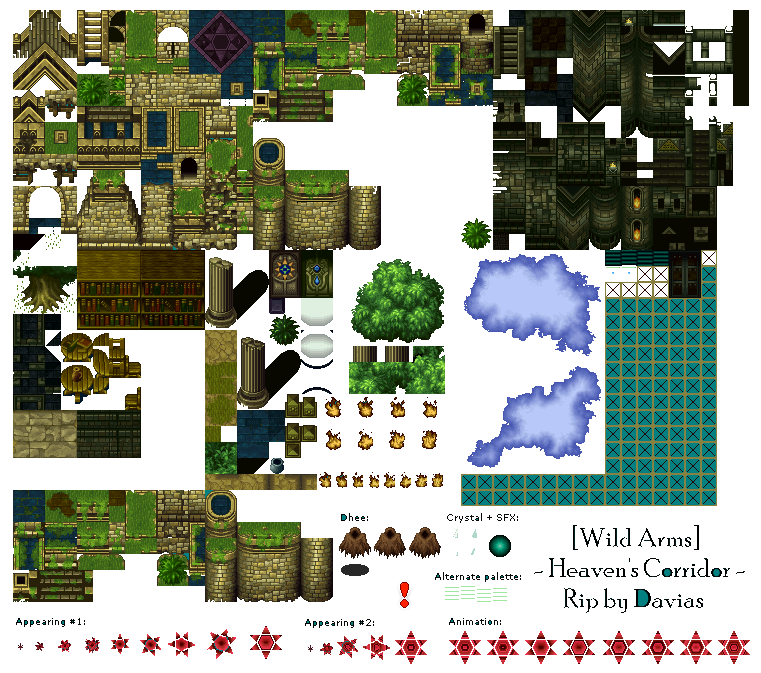 Dhee:
Crystal + SFX:
[Wild Arms]
~ Heaven's Corridor ~
Rip by Davias
Alternate palette:
Appearing #1:
Appearing #2:
Animation: